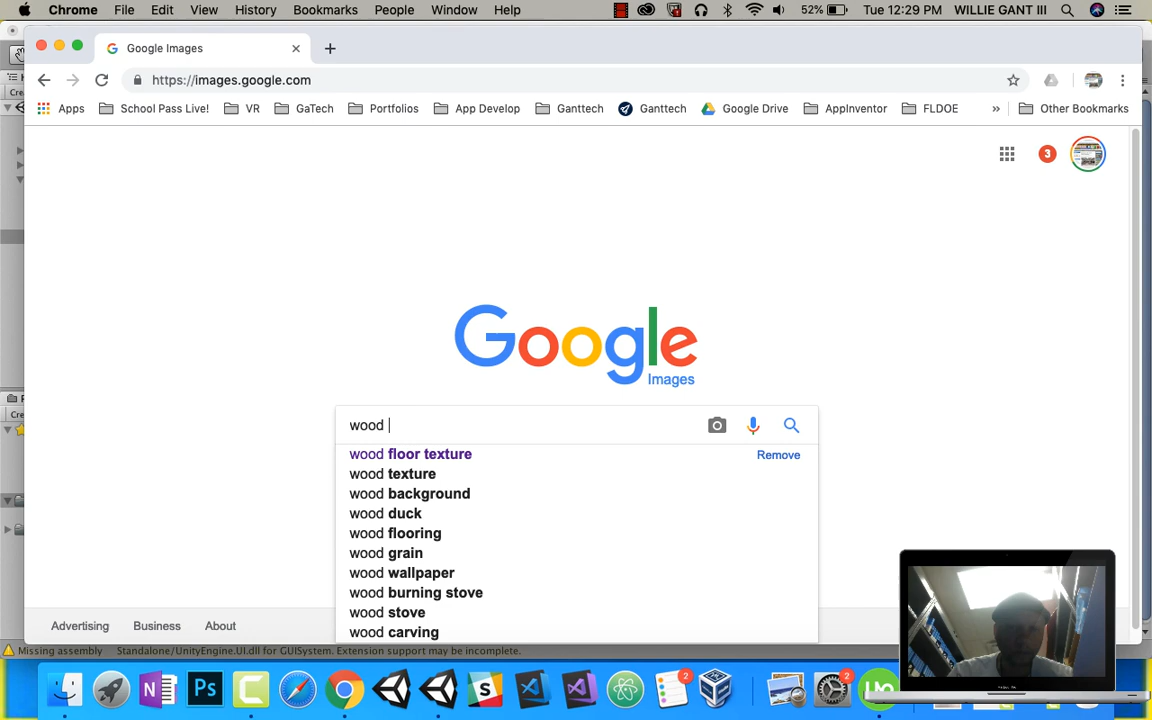 Chrome File Edit View History Bookmarks People Window Help 52% Tue 12:29 PM WILLIE GANT III
Google Images
https://images.google.com
Apps School Pass Live! VR GaTech Portfolios App Develop Ganttech Ganttech Google Drive AppInventor FLDOE » Other Bookmarks
3
Google
Images
wood
wood floor texture Remove
wood texture
wood background
wood duck
wood flooring
wood grain
wood wallpaper
wood burning stove
wood stove
wood carving
Advertising Business About
Missing assembly Standalone/UnityEngine.UI.dll for GUISystem. Extension support may be incomplete.
N Ps C S 2 2